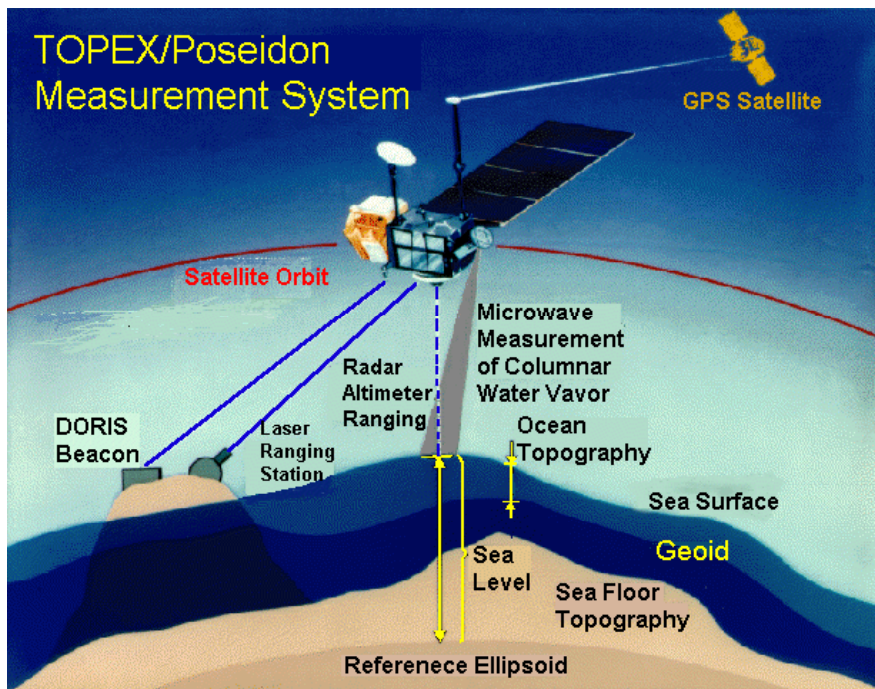 TOPEX/Poseidon
Measurement System
GPS Satellite
Satellite Orbit
Microwave
Measurement
of Columnar
Water Vavor
Radar
Altimeter
Ranging
DORIS
Beacon
Laser
Ranging
Station
Ocean
Topography
Sea Surface
Geoid
Sea
Level
Sea Floor
Topography
Referenece Ellipsoid